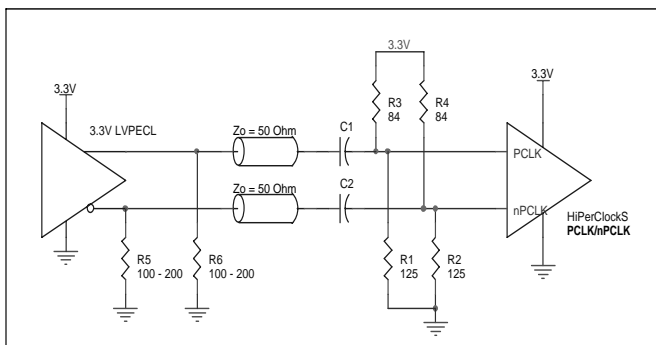 3.3V
3.3V
3.3V
R3
84
R4
84
3.3V LVPECL
Zo = 50 Ohm
C1
PCLK
Zo = 50 Ohm
C2
nPCLK
HiPerClockS
PCLK/nPCLK
R5
100 - 200
R6
100 - 200
R1
125
R2
125